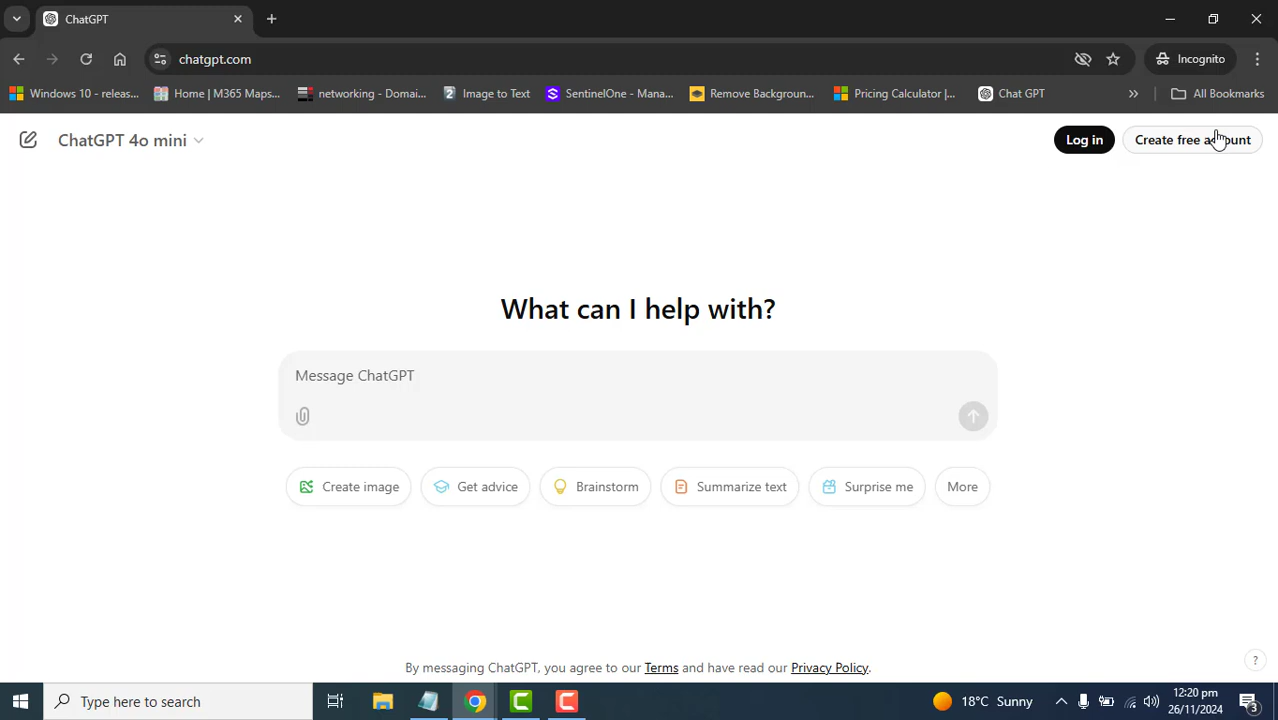 ChatGPT
chatgpt.com
Incognito
Windows 10 - releas...
Home | M365 Maps...
networking - Domai...
Image to Text
SentinelOne - Mana...
Remove Backgroun...
Pricing Calculator |...
Chat GPT
All Bookmarks
ChatGPT 4o mini
Log in
Create free account
What can I help with?
Message ChatGPT
Create image
Get advice
Brainstorm
Summarize text
Surprise me
More
By messaging ChatGPT, you agree to our Terms and have read our Privacy Policy.
?
Type here to search
18°C Sunny
12:20 pm
26/11/2024
3